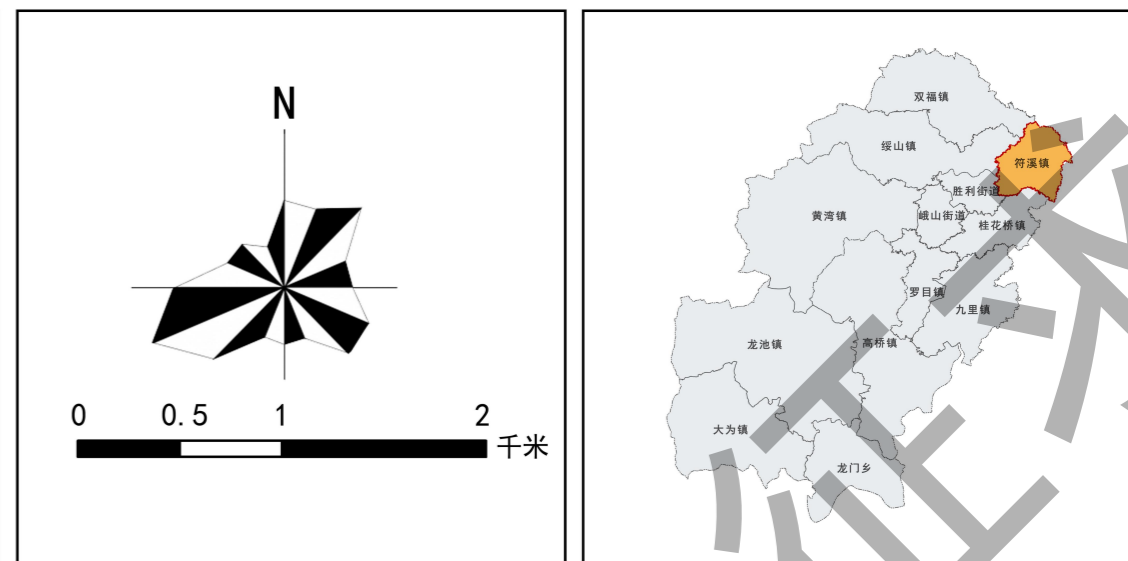 N
0 0.5 1 2 千米
双福镇
绥山镇
符溪镇
胜利街道
黄湾镇
峨山街道
桂花桥镇
罗目镇
九里镇
龙池镇
高桥镇
大为镇
龙门乡